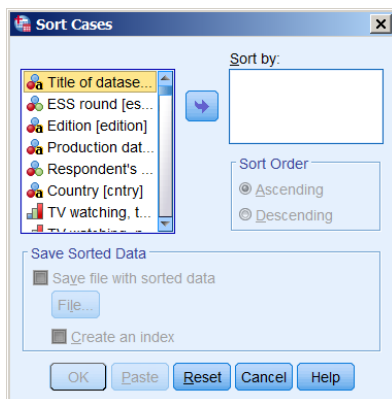 Sort Cases
Sort by:
Title of datase...
ESS round [es...
Edition [edition]
Production dat...
Respondent's ...
Country [cntry]
TV watching, t...
Sort Order
Ascending
Descending
Save Sorted Data
Save file with sorted data
File...
Create an index
OK Paste Reset Cancel Help